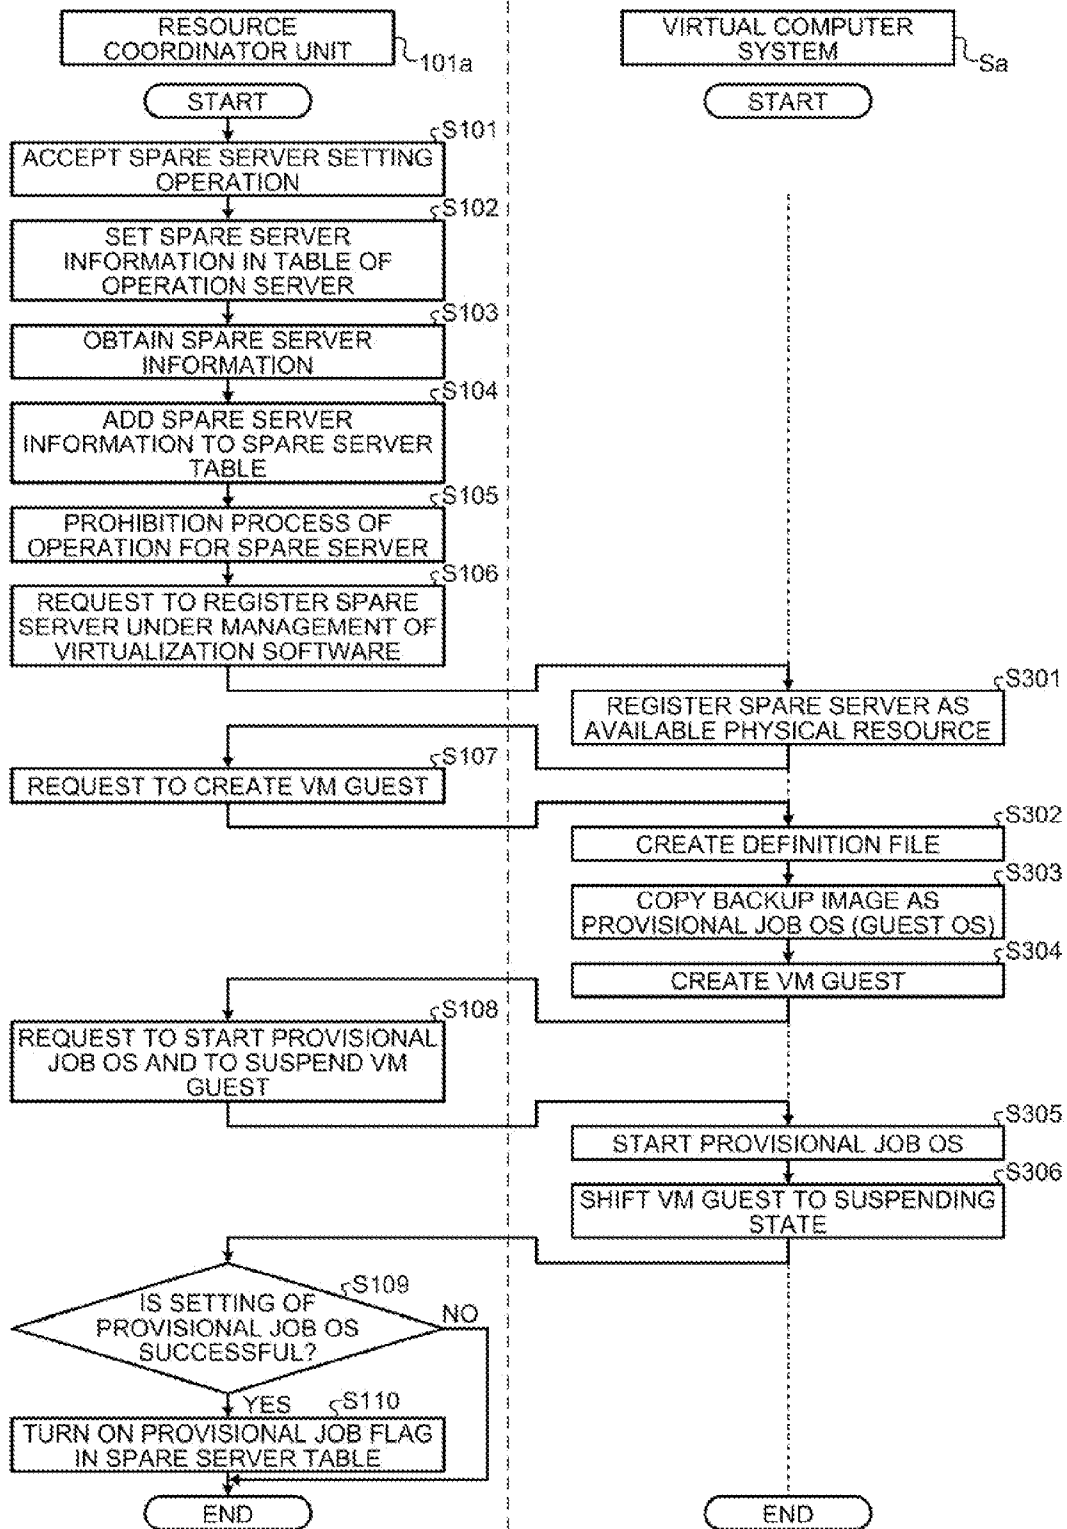 RESOURCE
COORDINATOR UNIT
101a
VIRTUAL COMPUTER
SYSTEM
Sa
START
START
S101
ACCEPT SPARE SERVER SETTING
OPERATION
S102
SET SPARE SERVER
INFORMATION IN TABLE OF
OPERATION SERVER
S103
OBTAIN SPARE SERVER
INFORMATION
S104
ADD SPARE SERVER
INFORMATION TO SPARE SERVER
TABLE
S105
PROHIBITION PROCESS OF
OPERATION FOR SPARE SERVER
S106
REQUEST TO REGISTER SPARE
SERVER UNDER MANAGEMENT OF
VIRTUALIZATION SOFTWARE
S301
REGISTER SPARE SERVER AS
AVAILABLE PHYSICAL RESOURCE
S107
REQUEST TO CREATE VM GUEST
S302
CREATE DEFINITION FILE
S303
COPY BACKUP IMAGE AS
PROVISIONAL JOB OS (GUEST OS)
S304
CREATE VM GUEST
S108
REQUEST TO START PROVISIONAL
JOB OS AND TO SUSPEND VM
GUEST
S305
START PROVISIONAL JOB OS
S306
SHIFT VM GUEST TO SUSPENDING
STATE
S109
IS SETTING OF
PROVISIONAL JOB OS
SUCCESSFUL?
NO
YES
S110
TURN ON PROVISIONAL JOB FLAG
IN SPARE SERVER TABLE
END
END